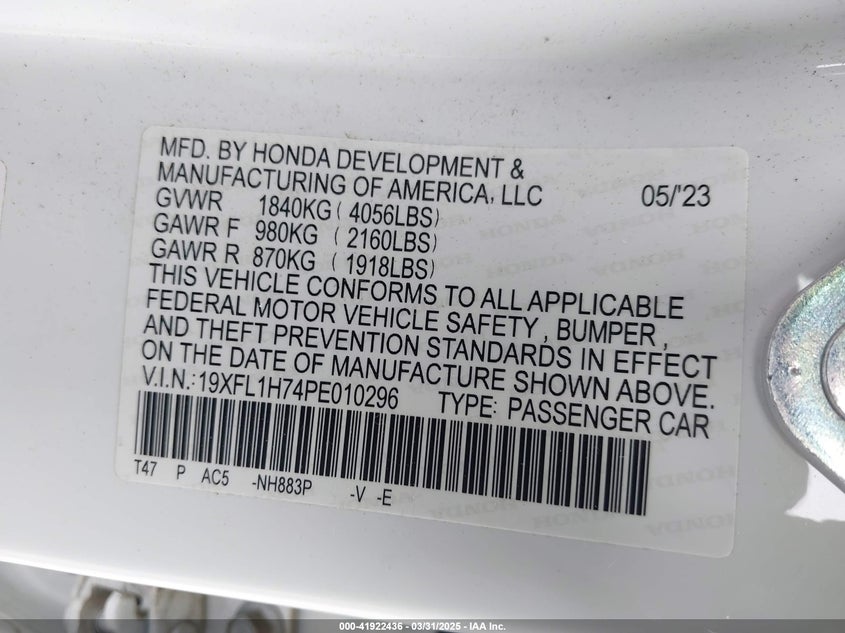 MFD. BY HONDA DEVELOPMENT &
MANUFACTURING OF AMERICA, LLC 05/'23
GVWR 1840KG ( 4056LBS)
GAWR F 980KG ( 2160LBS)
GAWR R 870KG ( 1918LBS)
THIS VEHICLE CONFORMS TO ALL APPLICABLE
FEDERAL MOTOR VEHICLE SAFETY , BUMPER ,
AND THEFT PREVENTION STANDARDS IN EFFECT
ON THE DATE OF MANUFACTURE SHOWN ABOVE.
V.I.N.:19XFL1H74PE010296 TYPE: PASSENGER CAR
T47 P AC5 -NH883P -V -E
000-41922436 - 03/31/2025 - IAA Inc.